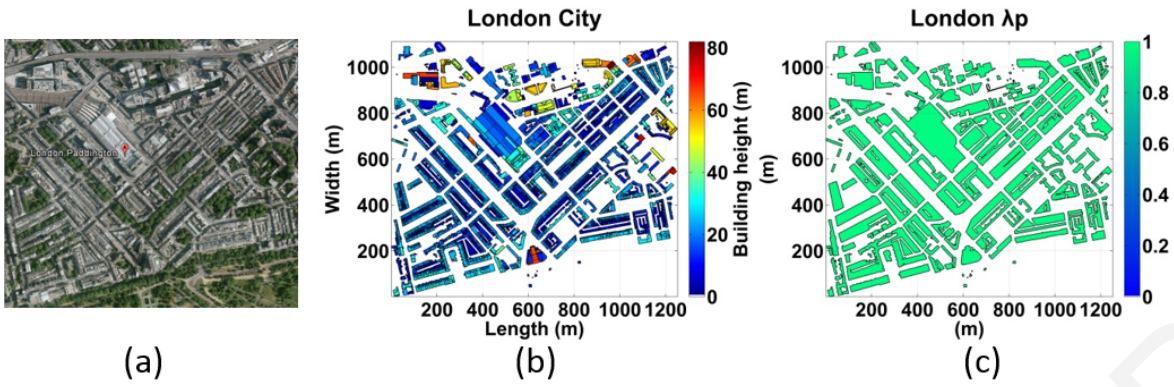 London City
London λp
London Paddington
Width (m)
1000
800
600
400
200
200 400 600 800 1000 1200
Length (m)
Building height (m)
80
60
40
20
0
(m)
1000
800
600
400
200
200 400 600 800 1000 1200
(m)
1
0.8
0.6
0.4
0.2
0
(a)
(b)
(c)